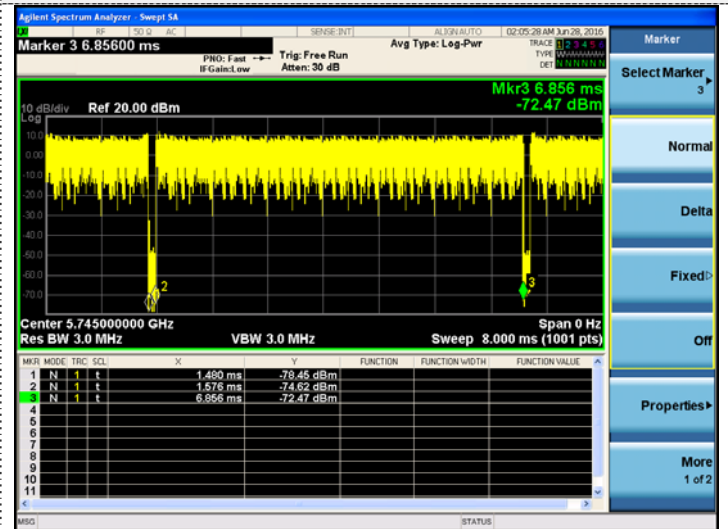 Agilent Spectrum Analyzer - Swept SA
RF 50 Ω AC SENSE:INT ALIGN AUTO 02:05:28 AM Jun 28, 2016
Marker 3 6.85600 ms
PNO: Fast
IFGain:Low
Trig: Free Run
Atten: 30 dB
Avg Type: Log-Pwr
TRACE 1 2 3 4 5 6
TYPE
DET N N N N N N
Mkr3 6.856 ms
-72.47 dBm
10 dB/div Ref 20.00 dBm
Log
10.0
0.00
-10.0
-20.0
-30.0
-40.0
-50.0
-60.0
-70.0
2
3
Center 5.745000000 GHz Span 0 Hz
Res BW 3.0 MHz VBW 3.0 MHz Sweep 8.000 ms (1001 pts)
MKR MODE TRC SCL X Y FUNCTION FUNCTION WIDTH FUNCTION VALUE
1 N 1 t 1.480 ms -78.45 dBm
2 N 1 t 1.576 ms -74.62 dBm
3 N 1 t 6.856 ms -72.47 dBm
4
5
6
7
8
9
10
11
MSG STATUS
Marker
Select Marker
3
Normal
Delta
Fixed
Off
Properties
More
1 of 2